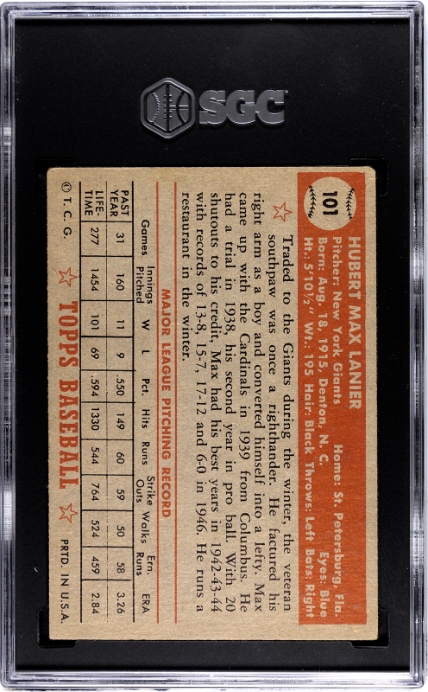 SGC
101
HUBERT MAX LANIER
Pitcher: New York Giants Home: St. Petersburg, Fla.
Born: Aug. 18, 1915, Denton, N. C. Eyes: Blue
Ht.: 5'10½" Wt.: 195 Hair: Black Throws: Left Bats: Right
Traded to the Giants during the winter, the veteran
southpaw was once a righthander. He factured his
right arm as a boy and converted himself into a lefty. Max
came up with the Cardinals in 1939 from Columbus. He
had a trial in 1938, his second year in pro ball. With 20
shutouts to his credit, Max had his best years in 1942-43-44
with records of 13-8, 15-7, 17-12 and 6-0 in 1946. He runs a
restaurant in the winter.
MAJOR LEAGUE PITCHING RECORD
Games Innings Pitched W L Pct. Hits Runs Strike Outs Walks Ern. Runs ERA
PAST YEAR 31 160 11 9 .550 149 60 59 50 58 3.26
LIFE-TIME 277 1454 101 69 .594 1330 544 764 524 459 2.84
© T. C. G. TOPPS BASEBALL PRTD. IN U.S.A.